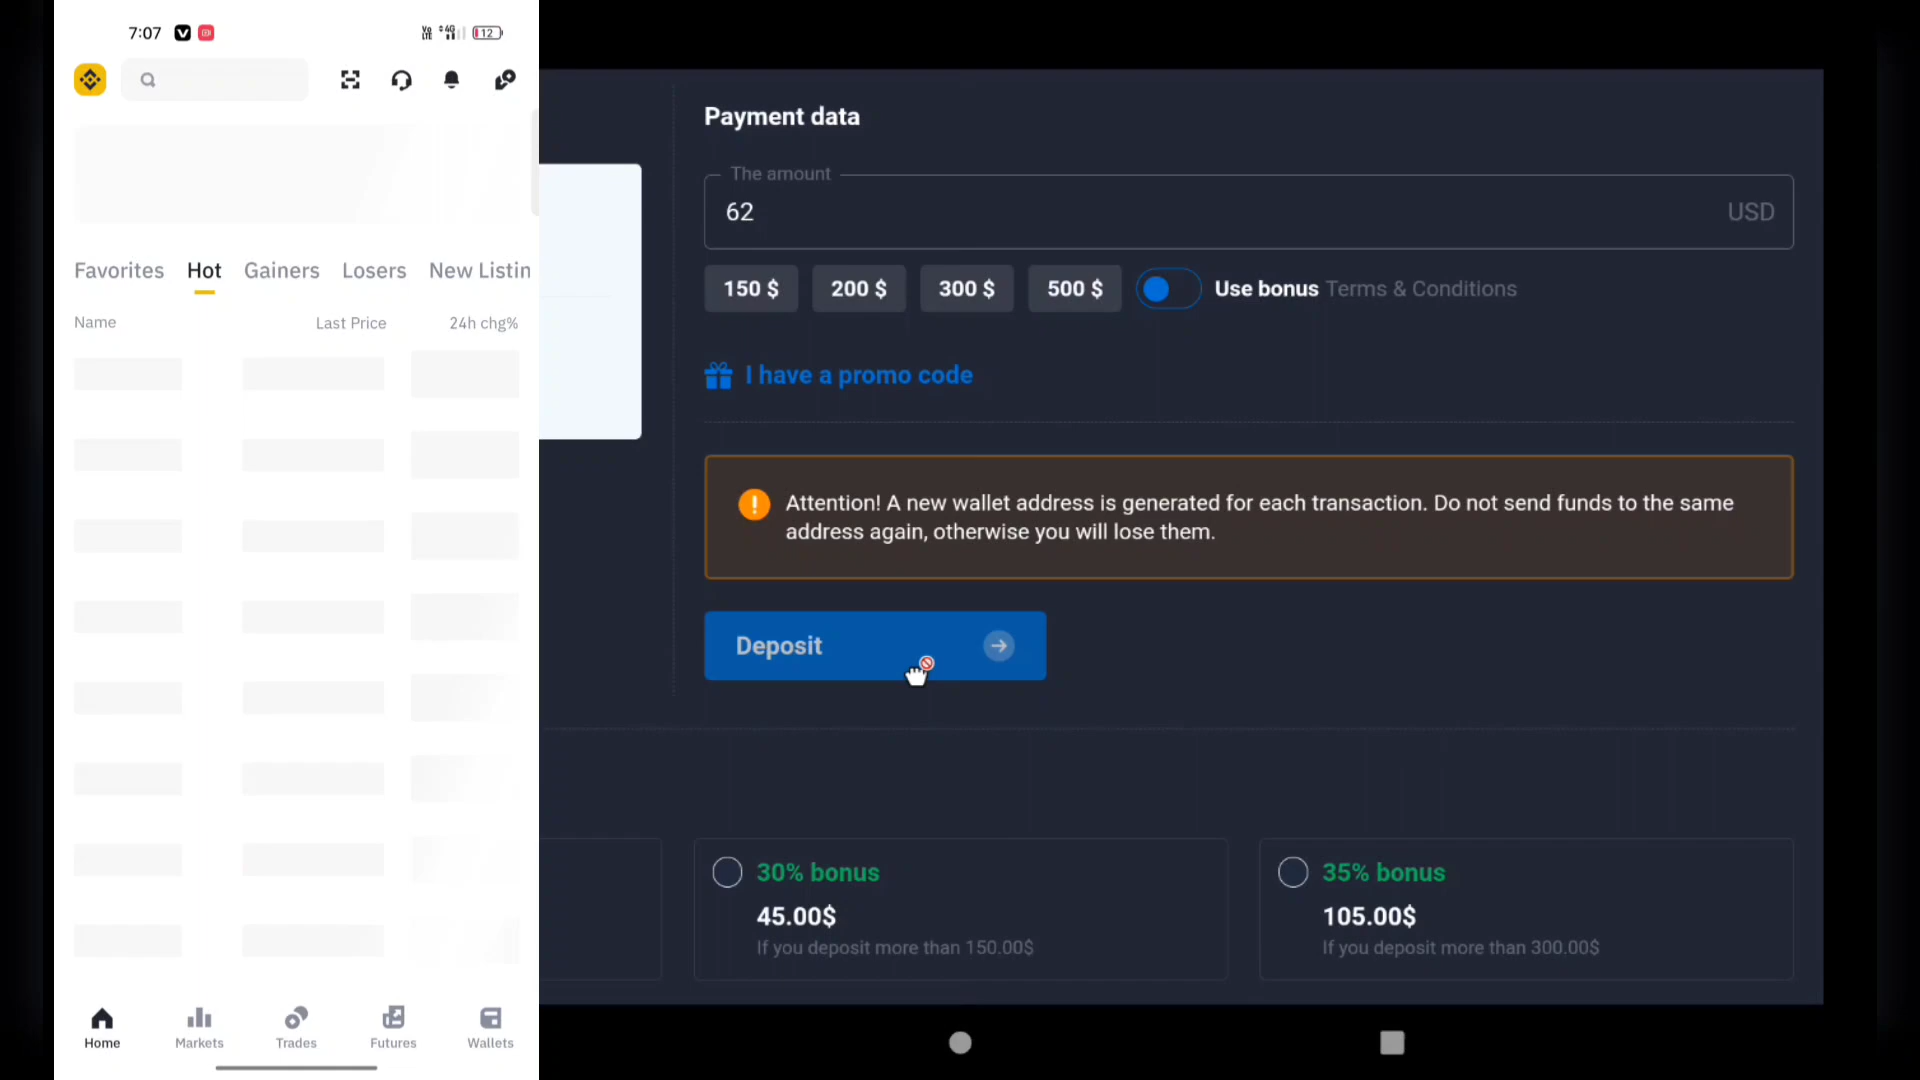 7:07
Vo LTE 4G 12
Favorites Hot Gainers Losers New Listin
Name Last Price 24h chg%
Home Markets Trades Futures Wallets
Payment data
The amount
62 USD
150 $ 200 $ 300 $ 500 $ Use bonus Terms & Conditions
I have a promo code
Attention! A new wallet address is generated for each transaction. Do not send funds to the same
address again, otherwise you will lose them.
Deposit
30% bonus
45.00$
If you deposit more than 150.00$
35% bonus
105.00$
If you deposit more than 300.00$